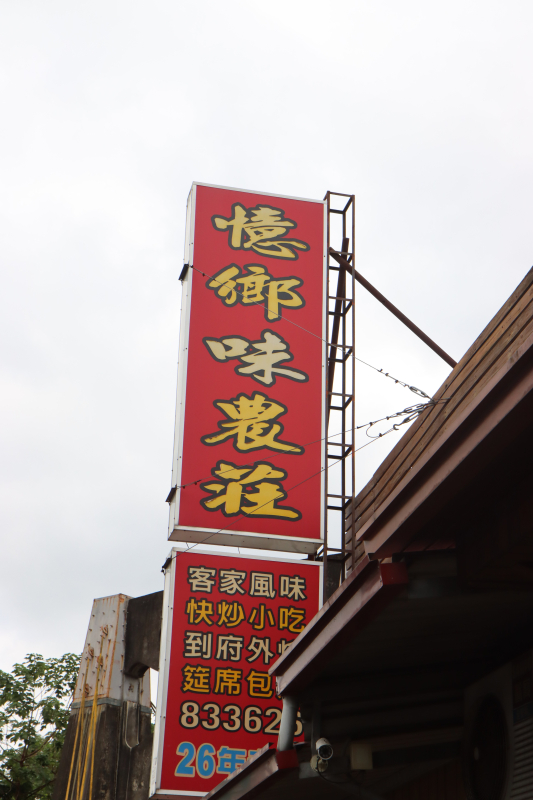 憶鄉味農莊
客家風味
快炒小吃
到府外
筵席包
833626
26年